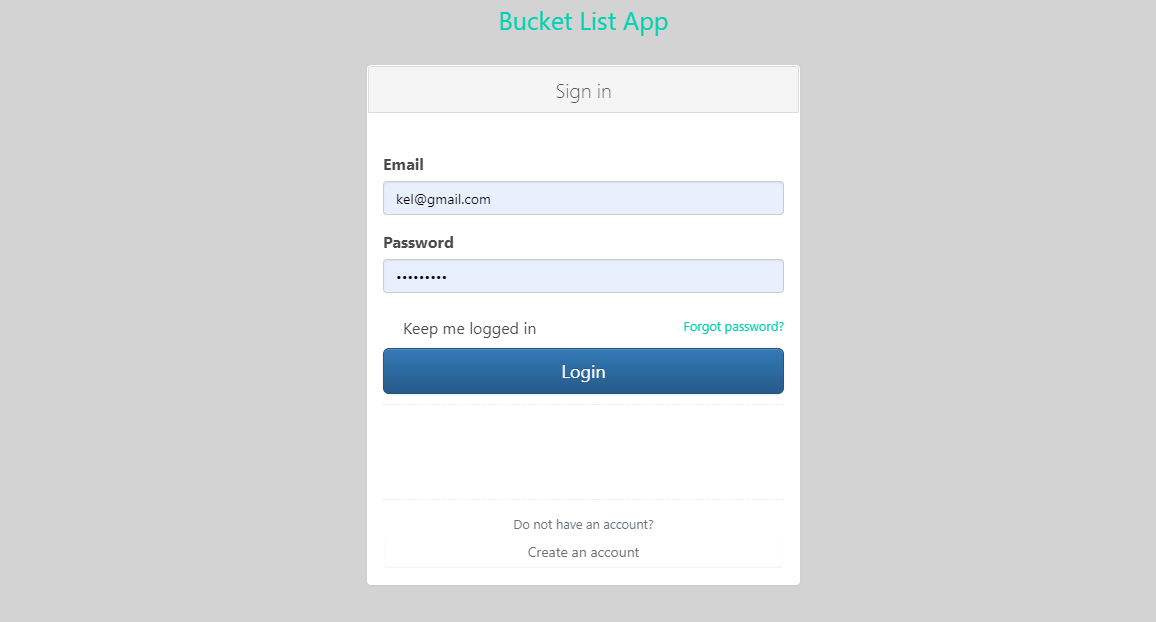 Bucket List App
Sign in
Email
kel@gmail.com
Password
•••••••••
Keep me logged in Forgot password?
Login
Do not have an account?
Create an account